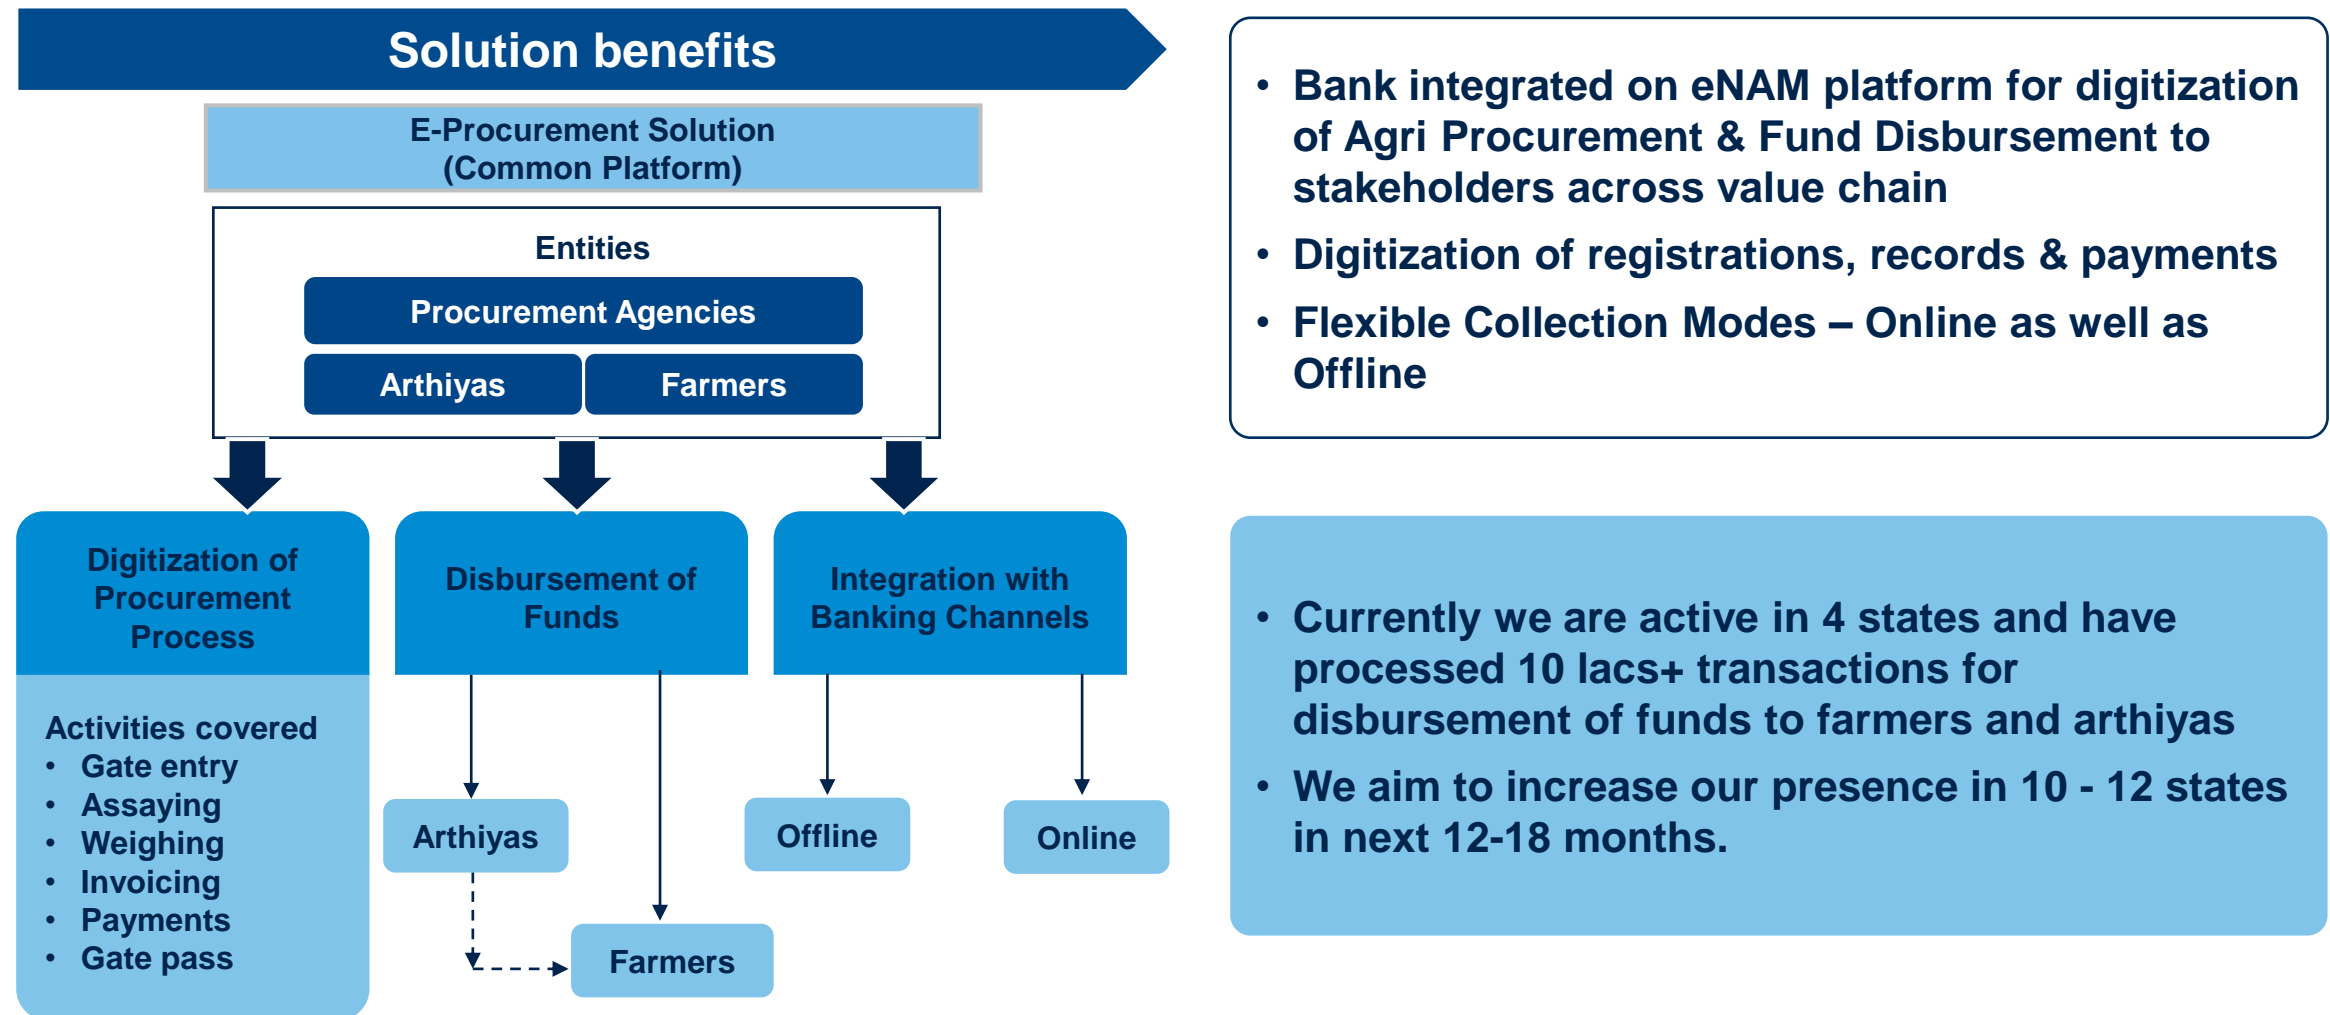 Solution benefits
E-Procurement Solution
(Common Platform)
Entities
Procurement Agencies
Arthiyas
Farmers
Digitization of
Procurement
Process
Activities covered
• Gate entry
• Assaying
• Weighing
• Invoicing
• Payments
• Gate pass
Disbursement of
Funds
Arthiyas
Farmers
Integration with
Banking Channels
Offline
Online
• Bank integrated on eNAM platform for digitization
of Agri Procurement & Fund Disbursement to
stakeholders across value chain
• Digitization of registrations, records & payments
• Flexible Collection Modes – Online as well as
Offline
• Currently we are active in 4 states and have
processed 10 lacs+ transactions for
disbursement of funds to farmers and arthiyas
• We aim to increase our presence in 10 - 12 states
in next 12-18 months.